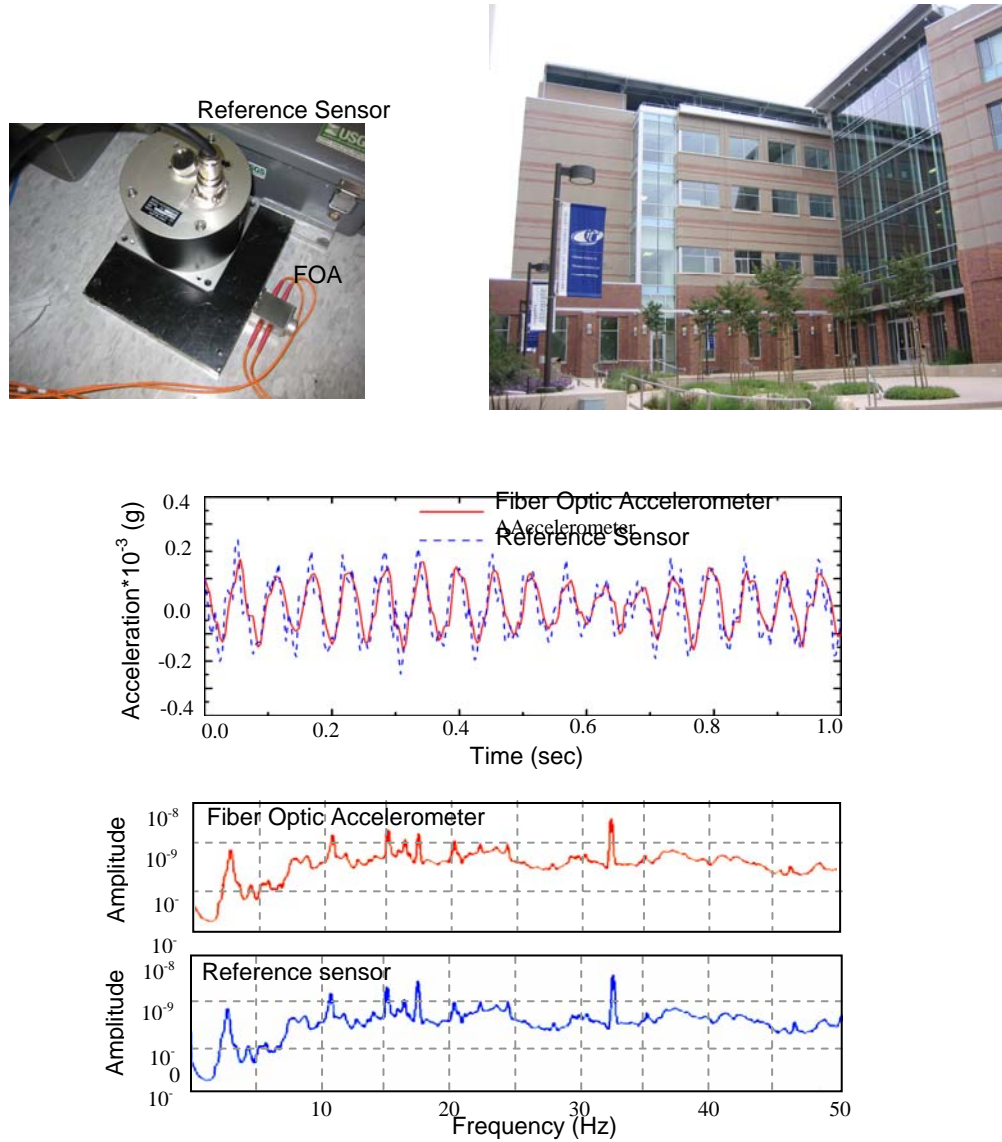 Reference Sensor
USGS
FOA
Acceleration*10-3 (g)
0.4
0.2
0.0
-0.2
-0.4
Fiber Optic Accelerometer
AAccelerometer
Reference Sensor
0.0 0.2 0.4 0.6 0.8 1.0
Time (sec)
Amplitude
10-8
10-9
10-
10-
Fiber Optic Accelerometer
Amplitude
10-8
10-9
10-
0
10-
Reference sensor
10 20 30 40 50
Frequency (Hz)